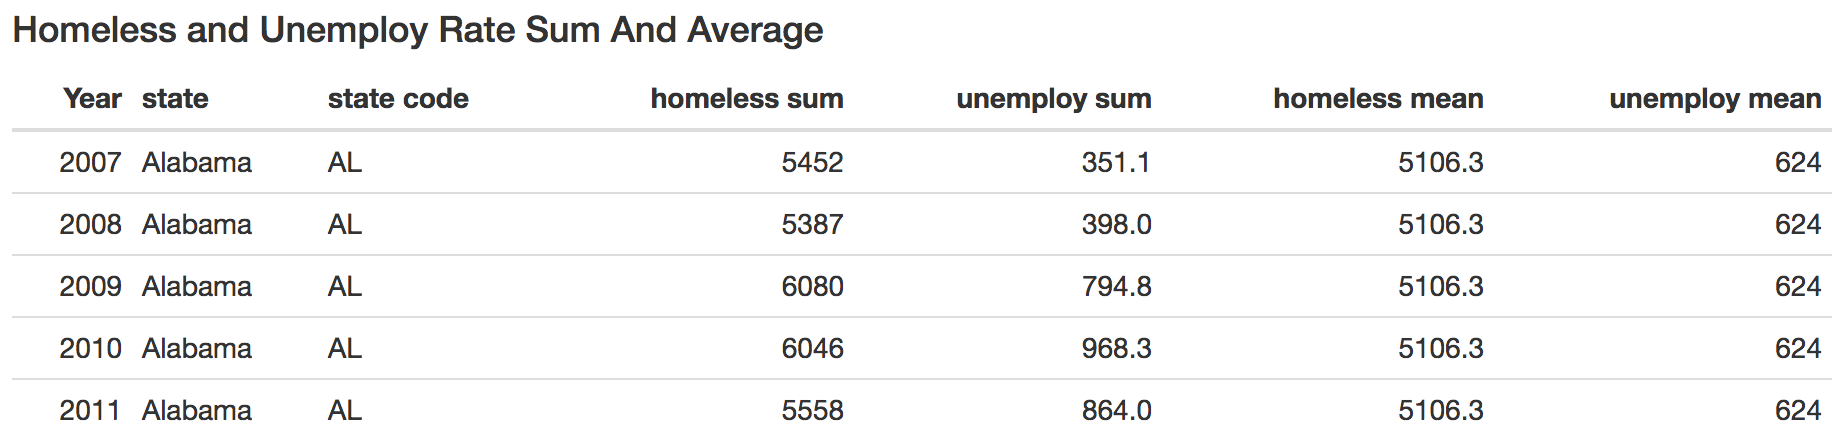 Homeless and Unemploy Rate Sum And Average
Year state state code homeless sum unemploy sum homeless mean unemploy mean
2007 Alabama AL 5452 351.1 5106.3 624
2008 Alabama AL 5387 398.0 5106.3 624
2009 Alabama AL 6080 794.8 5106.3 624
2010 Alabama AL 6046 968.3 5106.3 624
2011 Alabama AL 5558 864.0 5106.3 624